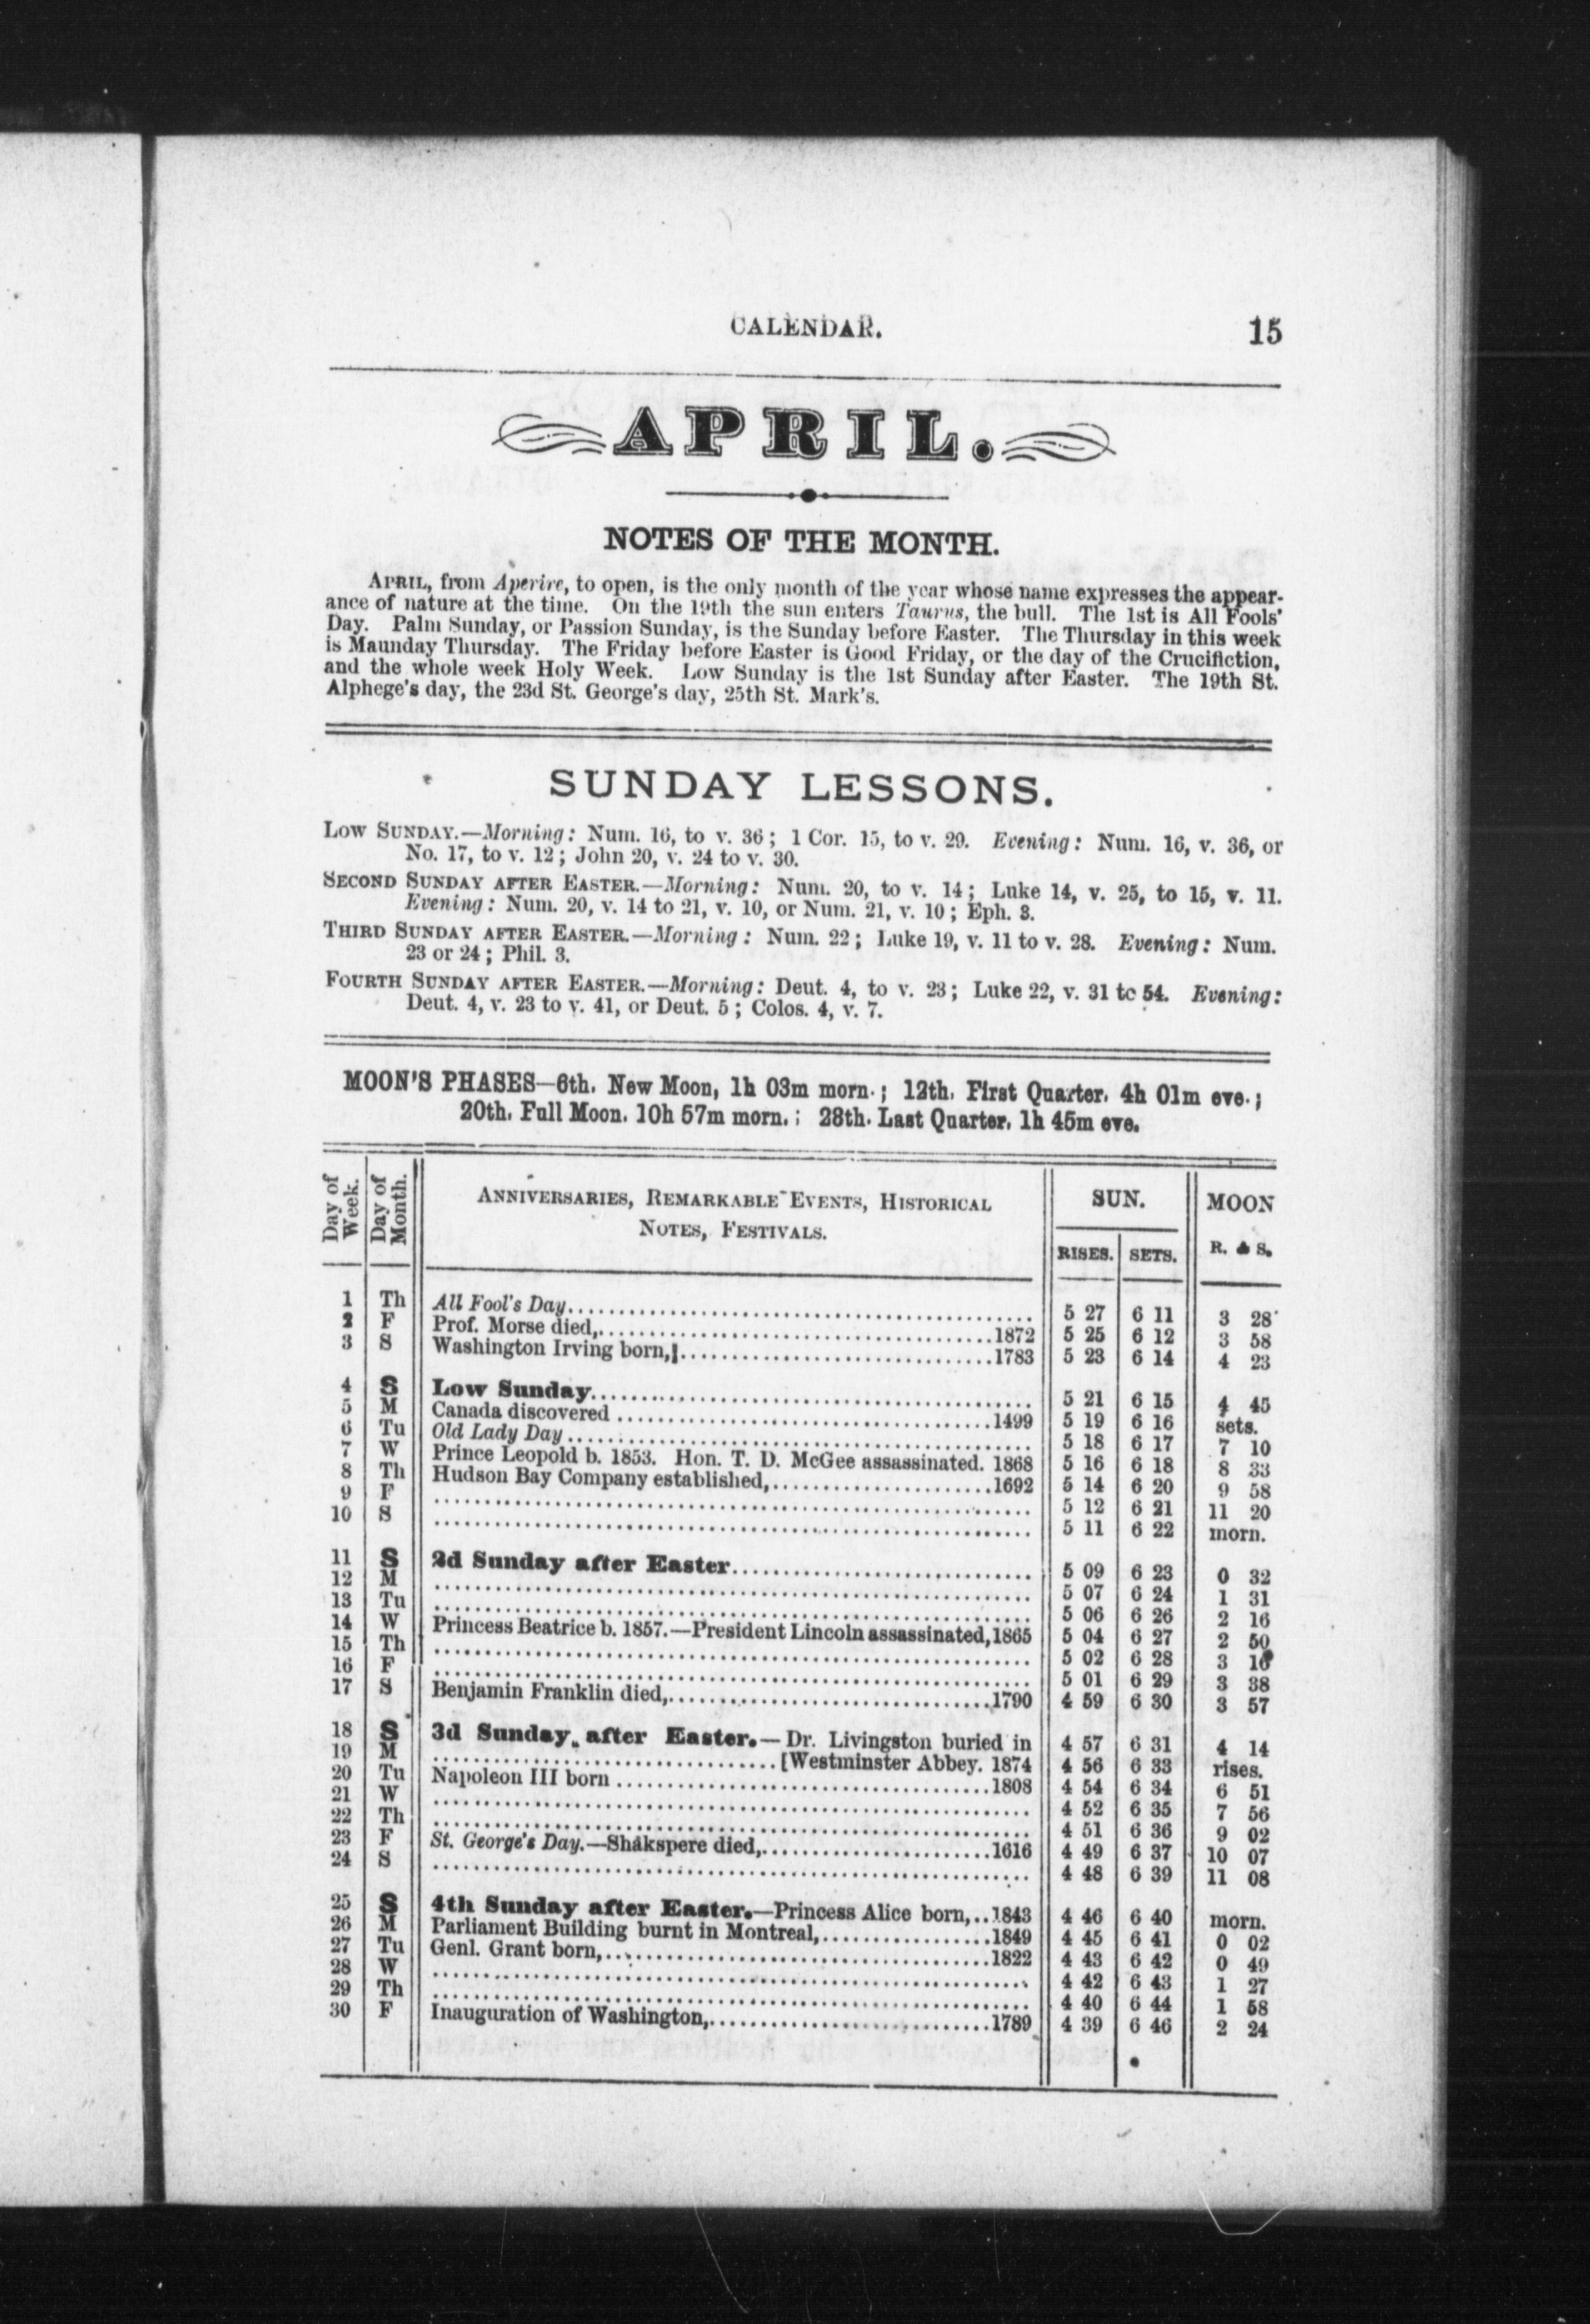 CALENDAR. 15
APRIL.
NOTES OF THE MONTH.
APRIL, from Aperire, to open, is the only month of the year whose name expresses the appear-
ance of nature at the time. On the 19th the sun enters Taurus, the bull. The 1st is All Fools'
Day. Palm Sunday, or Passion Sunday, is the Sunday before Easter. The Thursday in this week
is Maunday Thursday. The Friday before Easter is Good Friday, or the day of the Crucifiction,
and the whole week Holy Week. Low Sunday is the 1st Sunday after Easter. The 19th St.
Alphege's day, the 23d St. George's day, 25th St. Mark's.
SUNDAY LESSONS.
LOW SUNDAY.—Morning: Num. 16, to v. 36; 1 Cor. 15, to v. 29. Evening: Num. 16, v. 36, or
No. 17, to v. 12; John 20, v. 24 to v. 30.
SECOND SUNDAY AFTER EASTER.—Morning: Num. 20, to v. 14; Luke 14, v. 25, to 15, v. 11.
Evening: Num. 20, v. 14 to 21, v. 10, or Num. 21, v. 10; Eph. 3.
THIRD SUNDAY AFTER EASTER.—Morning: Num. 22; Luke 19, v. 11 to v. 28. Evening: Num.
23 or 24; Phil. 3.
FOURTH SUNDAY AFTER EASTER.—Morning: Deut. 4, to v. 23; Luke 22, v. 31 to 54. Evening:
Deut. 4, v. 23 to v. 41, or Deut. 5; Colos. 4, v. 7.
MOON'S PHASES—6th. New Moon, 1h 03m morn.; 12th. First Quarter. 4h 01m eve.;
20th. Full Moon. 10h 57m morn.; 28th. Last Quarter. 1h 45m eve.
Day of Week. Day of Month. ANNIVERSARIES, REMARKABLE EVENTS, HISTORICAL NOTES, FESTIVALS. SUN. RISES. SETS. MOON R. & S.
1 Th All Fool's Day 5 27 6 11 3 28
2 F Prof. Morse died, 1872 5 25 6 12 3 58
3 S Washington Irving born, 1783 5 23 6 14 4 23
4 S Low Sunday 5 21 6 15 4 45
5 M Canada discovered 1499 5 19 6 16 sets.
6 Tu Old Lady Day 5 18 6 17 7 10
7 W Prince Leopold b. 1853. Hon. T. D. McGee assassinated. 1868 5 16 6 18 8 33
8 Th Hudson Bay Company established, 1692 5 14 6 20 9 58
9 F 5 12 6 21 11 20
10 S 5 11 6 22 morn.
11 S 2d Sunday after Easter 5 09 6 23 0 32
12 M 5 07 6 24 1 31
13 Tu 5 06 6 26 2 16
14 W Princess Beatrice b. 1857.—President Lincoln assassinated, 1865 5 04 6 27 2 50
15 Th 5 02 6 28 3 16
16 F 5 01 6 29 3 38
17 S Benjamin Franklin died, 1790 4 59 6 30 3 57
18 S 3d Sunday after Easter.—Dr. Livingston buried in 4 57 6 31 4 14
19 M [Westminster Abbey. 1874 4 56 6 33 rises.
20 Tu Napoleon III born 1808 4 54 6 34 6 51
21 W 4 52 6 35 7 56
22 Th 4 51 6 36 9 02
23 F St. George's Day.—Shakspere died, 1616 4 49 6 37 10 07
24 S 4 48 6 39 11 08
25 S 4th Sunday after Easter.—Princess Alice born, 1843 4 46 6 40 morn.
26 M Parliament Building burnt in Montreal, 1849 4 45 6 41 0 02
27 Tu Genl. Grant born, 1822 4 43 6 42 0 49
28 W 4 42 6 43 1 27
29 Th 4 40 6 44 1 58
30 F Inauguration of Washington, 1789 4 39 6 46 2 24